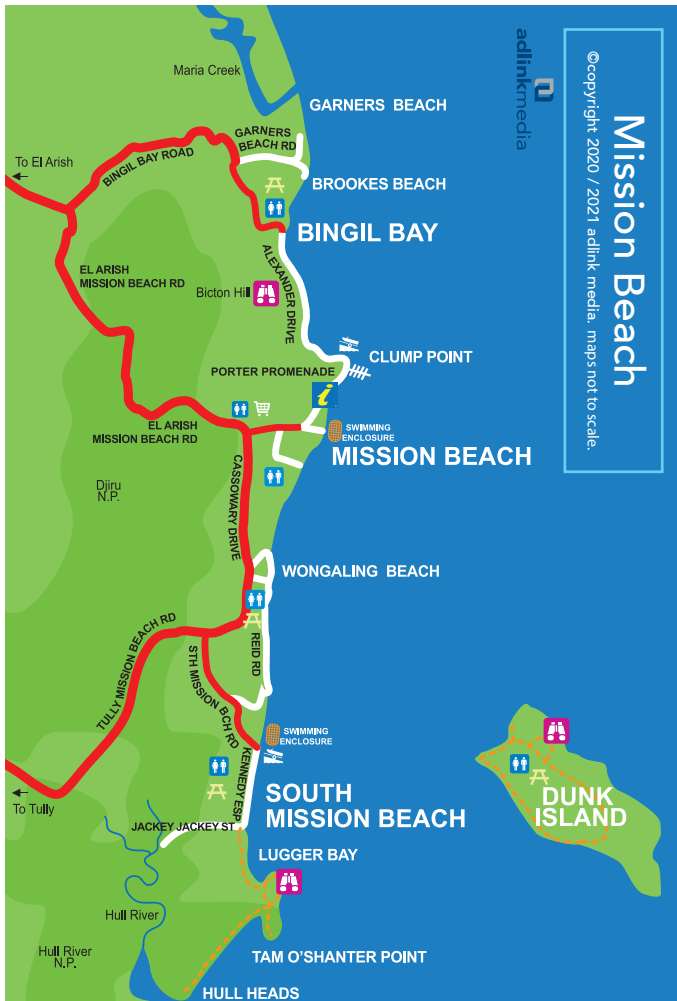 Mission Beach
©copyright 2020 / 2021 adlink media. maps not to scale.
adlinkmedia
Maria Creek
GARNERS BEACH
GARNERS
BEACH RD
To El Arish
BINGIL BAY ROAD
BROOKES BEACH
BINGIL BAY
ALEXANDER DRIVE
EL ARISH
MISSION BEACH RD
Bicton Hill
CLUMP POINT
PORTER PROMENADE
i
EL ARISH
MISSION BEACH RD
SWIMMING
ENCLOSURE
MISSION BEACH
Djiru
N.P.
CASSOWARY DRIVE
WONGALING BEACH
TULLY MISSION BEACH RD
STH MISSION BCH RD
REID RD
SWIMMING
ENCLOSURE
KENNEDY ESP
To Tully
SOUTH
MISSION BEACH
DUNK
ISLAND
JACKEY JACKEY ST
LUGGER BAY
Hull River
Hull River
N.P.
TAM O'SHANTER POINT
HULL HEADS